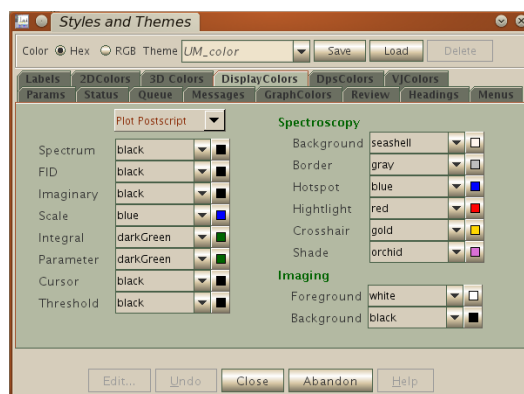 Styles and Themes
Color Hex RGB Theme UM_color Save Load Delete
Labels 2DColors 3D Colors DisplayColors DpsColors VJColors
Params Status Queue Messages GraphColors Review Headings Menus
Plot Postscript
Spectrum black
FID black
Imaginary black
Scale blue
Integral darkGreen
Parameter darkGreen
Cursor black
Threshold black
Spectroscopy
Background seashell
Border gray
Hotspot blue
Hightlight red
Crosshair gold
Shade orchid
Imaging
Foreground white
Background black
Edit... Undo Close Abandon Help